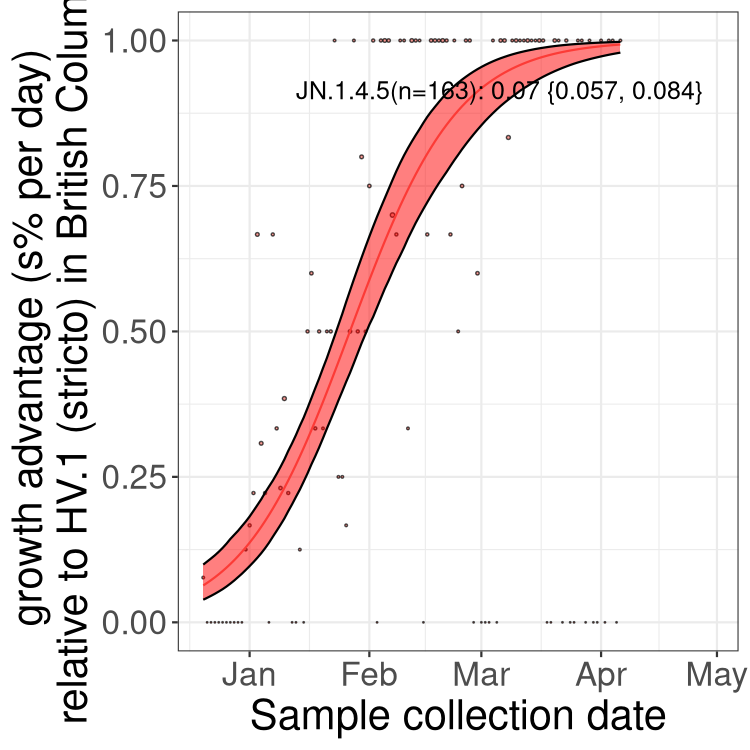 growth advantage (s% per day)
relative to HV.1 (stricto) in British Colum
1.00
0.75
0.50
0.25
0.00
JN.1.4.5(n=163): 0.07 {0.057, 0.084}
Jan Feb Mar Apr May
Sample collection date